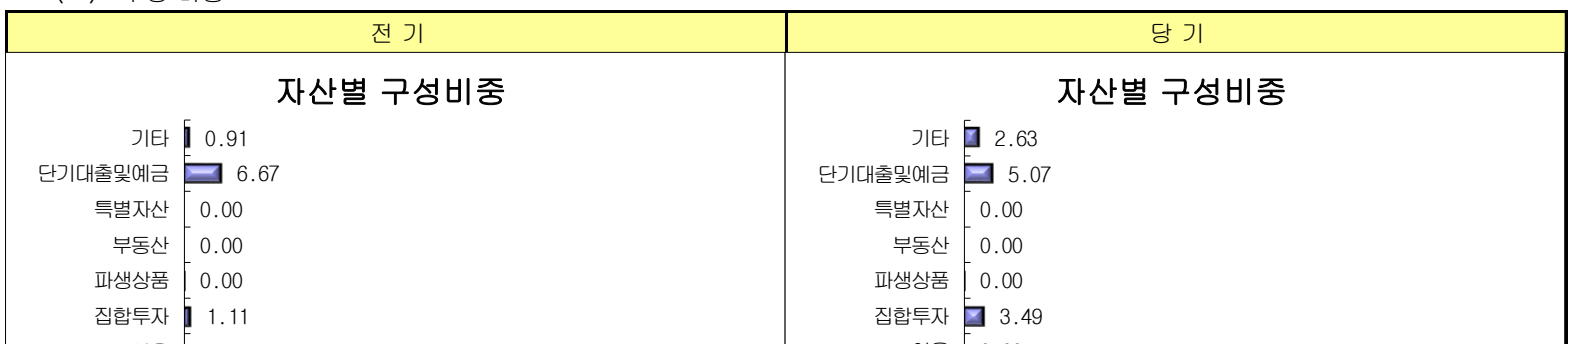 전 기
당 기
자산별 구성비중
기타 0.91
단기대출및예금 6.67
특별자산 0.00
부동산 0.00
파생상품 0.00
집합투자 1.11
자산별 구성비중
기타 2.63
단기대출및예금 5.07
특별자산 0.00
부동산 0.00
파생상품 0.00
집합투자 3.49